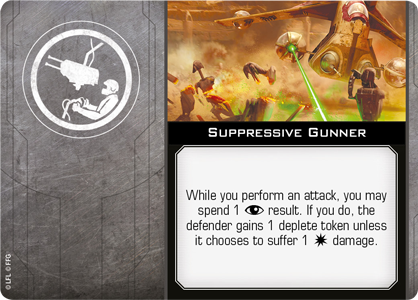 Suppressive Gunner
While you perform an attack, you may
spend 1 result. If you do, the
defender gains 1 deplete token unless
it chooses to suffer 1 damage.
© LFL © FFG